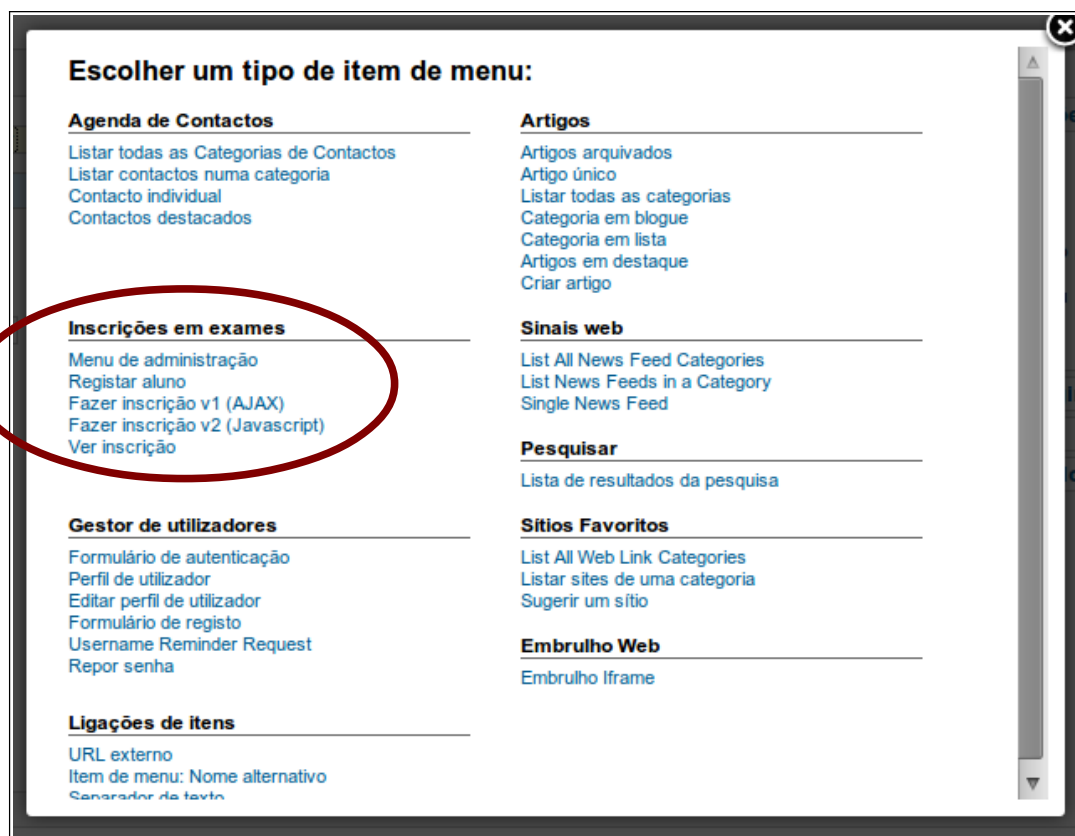 Escolher um tipo de item de menu:
Agenda de Contactos
Listar todas as Categorias de Contactos
Listar contactos numa categoria
Contacto individual
Contactos destacados
Artigos
Artigos arquivados
Artigo único
Listar todas as categorias
Categoria em blogue
Categoria em lista
Artigos em destaque
Criar artigo
Inscrições em exames
Menu de administração
Registar aluno
Fazer inscrição v1 (AJAX)
Fazer inscrição v2 (Javascript)
Ver inscrição
Sinais web
List All News Feed Categories
List News Feeds in a Category
Single News Feed
Pesquisar
Lista de resultados da pesquisa
Gestor de utilizadores
Formulário de autenticação
Perfil de utilizador
Editar perfil de utilizador
Formulário de registo
Username Reminder Request
Repor senha
Sítios Favoritos
List All Web Link Categories
Listar sites de uma categoria
Sugerir um sítio
Embrulho Web
Embrulho Iframe
Ligações de itens
URL externo
Item de menu: Nome alternativo
Separador de texto